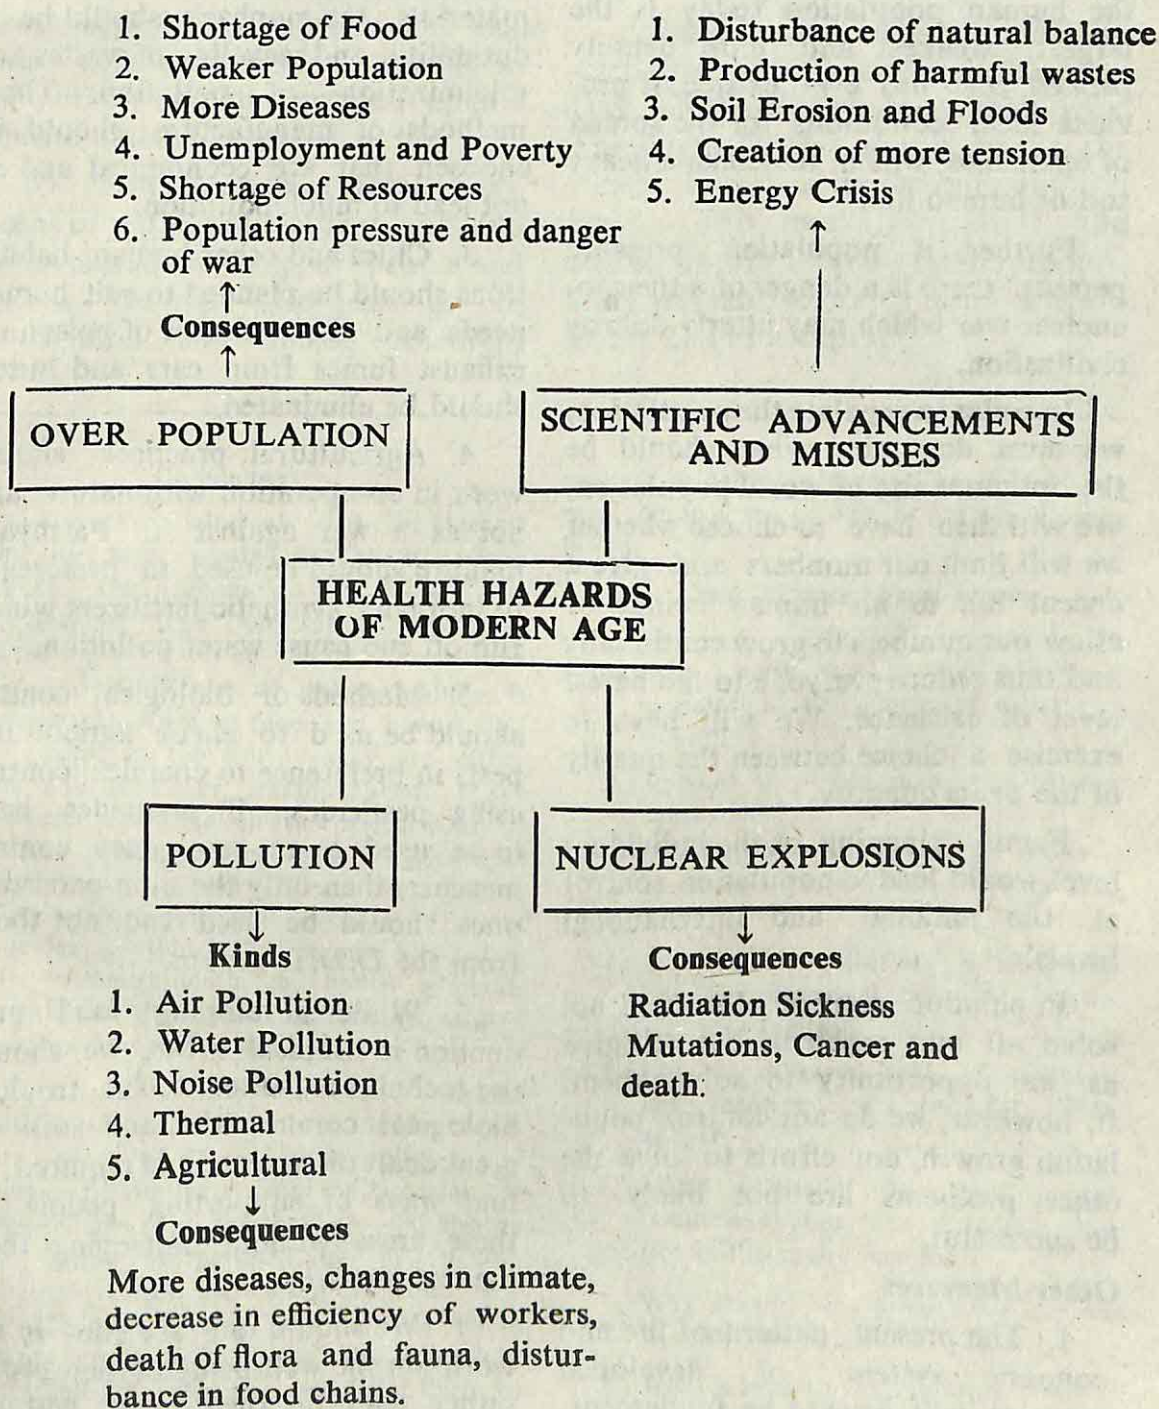 1. Shortage of Food
2. Weaker Population
3. More Diseases
4. Unemployment and Poverty
5. Shortage of Resources
6. Population pressure and danger
of war
Consequences
OVER POPULATION
1. Disturbance of natural balance
2. Production of harmful wastes
3. Soil Erosion and Floods
4. Creation of more tension
5. Energy Crisis
SCIENTIFIC ADVANCEMENTS
AND MISUSES
HEALTH HAZARDS
OF MODERN AGE
POLLUTION
Kinds
1. Air Pollution
2. Water Pollution
3. Noise Pollution
4. Thermal
5. Agricultural
Consequences
More diseases, changes in climate,
decrease in efficiency of workers,
death of flora and fauna, distur-
bance in food chains.
NUCLEAR EXPLOSIONS
Consequences
Radiation Sickness
Mutations, Cancer and
death.